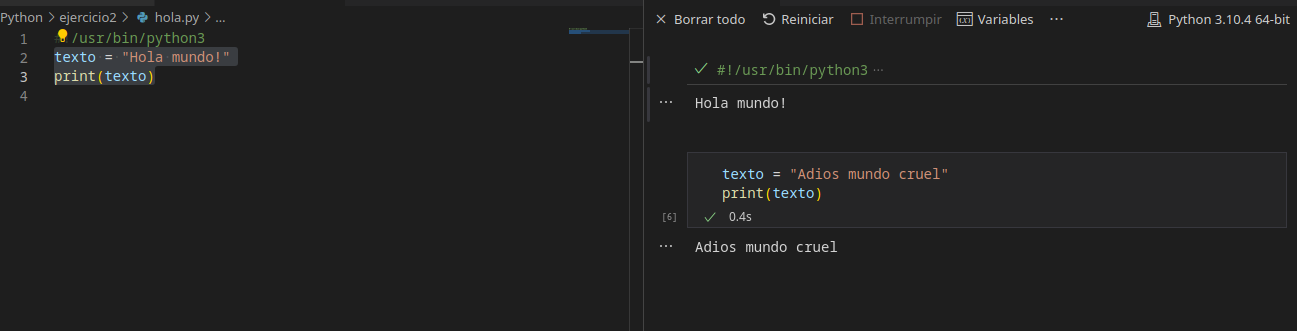 Python > ejercicio2 > hola.py > ...
1 /usr/bin/python3
2 texto = "Hola mundo!"
3 print(texto)
4
Borrar todo Reiniciar Interrumpir Variables ... Python 3.10.4 64-bit
#!/usr/bin/python3 ...
... Hola mundo!
texto = "Adios mundo cruel"
print(texto)
[6] 0.4s
... Adios mundo cruel